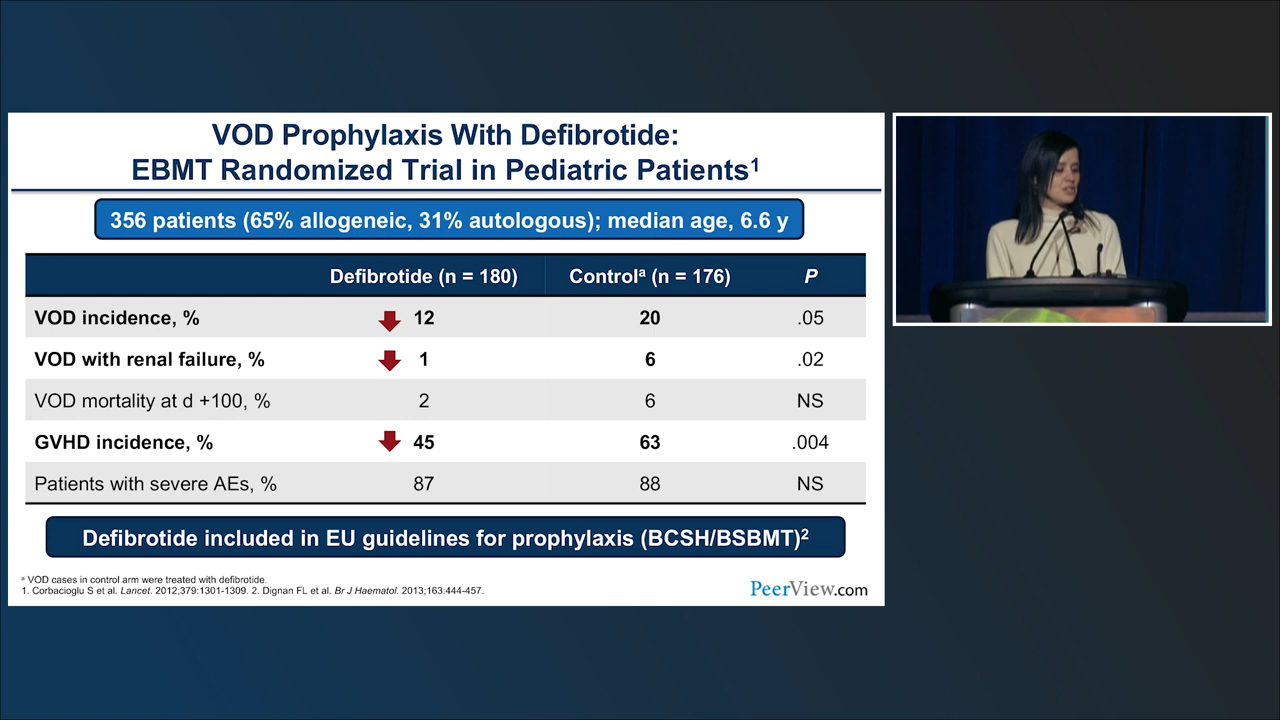 VOD Prophylaxis With Defibrotide:
EBMT Randomized Trial in Pediatric Patients¹
356 patients (65% allogeneic, 31% autologous); median age, 6.6 y
Defibrotide (n = 180) Controlᵃ (n = 176) P
VOD incidence, % 12 20 .05
VOD with renal failure, % 1 6 .02
VOD mortality at d +100, % 2 6 NS
GVHD incidence, % 45 63 .004
Patients with severe AEs, % 87 88 NS
Defibrotide included in EU guidelines for prophylaxis (BCSH/BSBMT)²
ᵃ VOD cases in control arm were treated with defibrotide.
1. Corbacioglu S et al. Lancet. 2012;379:1301-1309. 2. Dignan FL et al. Br J Haematol. 2013;163:444-457.
PeerView.com